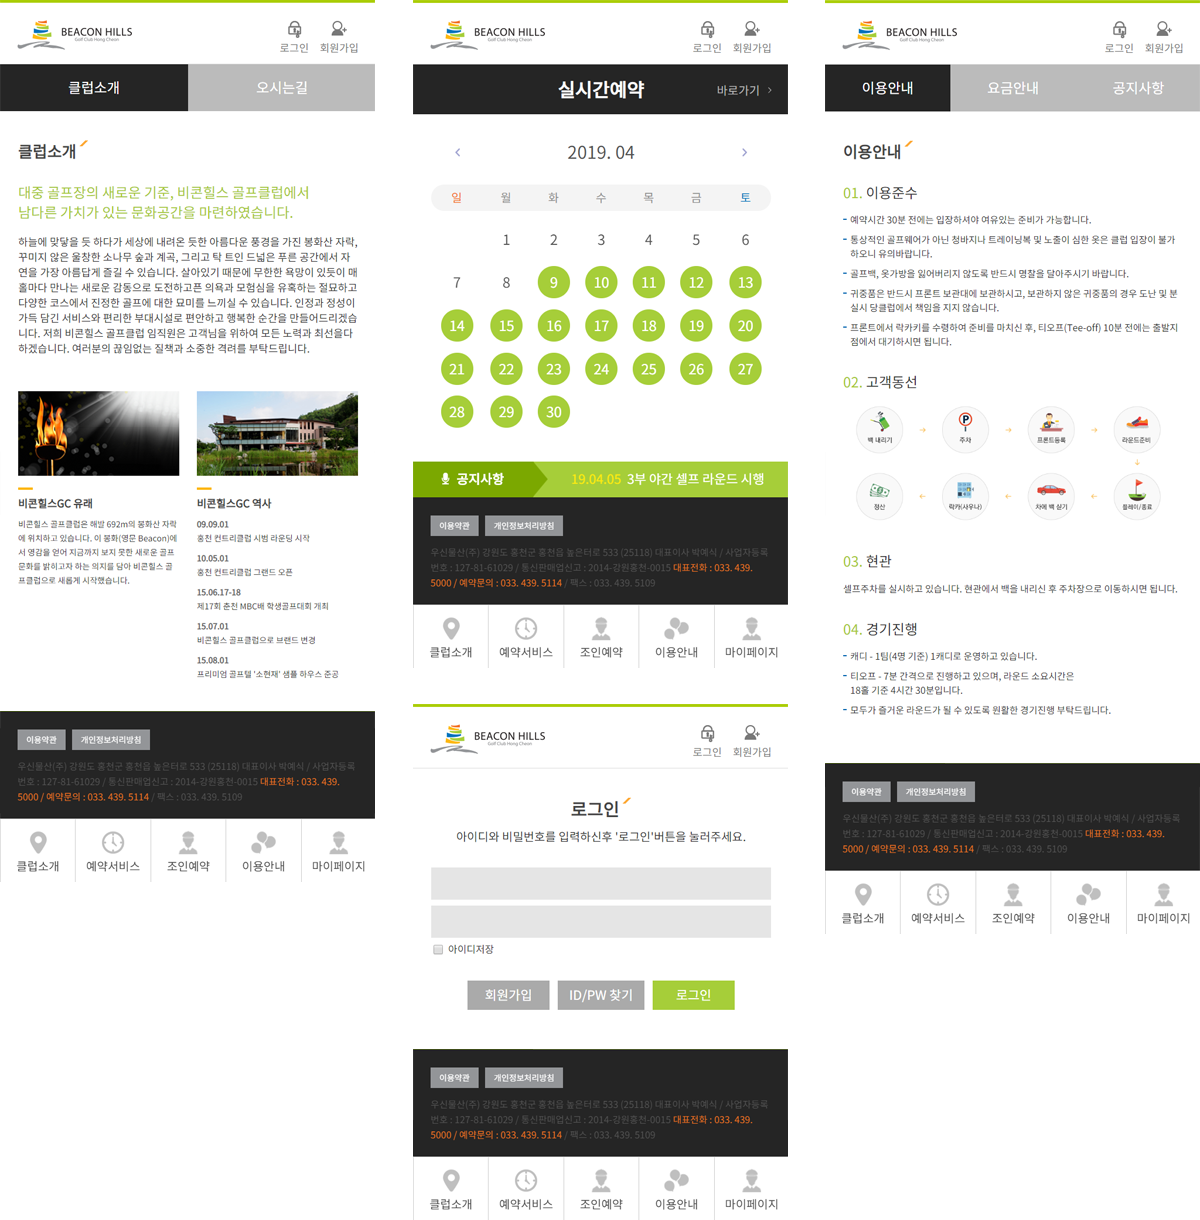 BEACON HILLS
Golf Club Hong Cheon
로그인
회원가입
클럽소개
오시는길
클럽소개
대중 골프장의 새로운 기준, 비콘힐스 골프클럽에서
남다른 가치가 있는 문화공간을 마련하였습니다.
하늘에 맞닿을 듯 하다가 세상에 내려온 듯한 아름다운 풍경을 가진 봉화산 자락,
꾸미지 않은 울창한 소나무 숲과 계곡, 그리고 탁 트인 드넓은 푸른 공간에서 자
연을 가장 아름답게 즐길 수 있습니다. 살아있기 때문에 무한한 욕망이 있듯이 매
홀마다 만나는 새로운 감동으로 도전하고픈 의욕과 모험심을 유혹하는 절묘하고
다양한 코스에서 진정한 골프에 대한 묘미를 느끼실 수 있습니다. 인정과 정성이
가득 담긴 서비스와 편리한 부대시설로 편안하고 행복한 순간을 만들어드리겠습
니다. 저희 비콘힐스 골프클럽 임직원은 고객님을 위하여 모든 노력과 최선을다
하겠습니다. 여러분의 끊임없는 질책과 소중한 격려를 부탁드립니다.
비콘힐스GC 유래
비콘힐스 골프클럽은 해발 692m의 봉화산 자락
에 위치하고 있습니다. 이 봉화(영문 Beacon)에
서 영감을 얻어 지금까지 보지 못한 새로운 골프
문화를 밝히고자 하는 의지를 담아 비콘힐스 골
프클럽으로 새롭게 시작했습니다.
비콘힐스GC 역사
09.09.01
홍천 컨트리클럽 시범 라운딩 시작
10.05.01
홍천 컨트리클럽 그랜드 오픈
15.06.17-18
제17회 춘천 MBC배 학생골프대회 개최
15.07.01
비콘힐스 골프클럽으로 브랜드 변경
15.08.01
프리미엄 골프텔 '소현재' 샘플 하우스 준공
이용약관
개인정보처리방침
우신물산(주) 강원도 홍천군 홍천읍 높은터로 533 (25118) 대표이사 박예식 / 사업자등록
번호 : 127-81-61029 / 통신판매업신고 : 2014-강원홍천-0015 대표전화 : 033. 439.
5000 / 예약문의 : 033. 439. 5114 / 팩스 : 033. 439. 5109
클럽소개
예약서비스
조인예약
이용안내
마이페이지
BEACON HILLS
Golf Club Hong Cheon
로그인
회원가입
실시간예약
바로가기 >
< 2019. 04 >
일 월 화 수 목 금 토
1 2 3 4 5 6
7 8 9 10 11 12 13
14 15 16 17 18 19 20
21 22 23 24 25 26 27
28 29 30
공지사항
19.04.05 3부 야간 셀프 라운드 시행
이용약관
개인정보처리방침
우신물산(주) 강원도 홍천군 홍천읍 높은터로 533 (25118) 대표이사 박예식 / 사업자등록
번호 : 127-81-61029 / 통신판매업신고 : 2014-강원홍천-0015 대표전화 : 033. 439.
5000 / 예약문의 : 033. 439. 5114 / 팩스 : 033. 439. 5109
클럽소개
예약서비스
조인예약
이용안내
마이페이지
BEACON HILLS
Golf Club Hong Cheon
로그인
회원가입
로그인
아이디와 비밀번호를 입력하신후 '로그인'버튼을 눌러주세요.
아이디저장
회원가입
ID/PW 찾기
로그인
이용약관
개인정보처리방침
우신물산(주) 강원도 홍천군 홍천읍 높은터로 533 (25118) 대표이사 박예식 / 사업자등록
번호 : 127-81-61029 / 통신판매업신고 : 2014-강원홍천-0015 대표전화 : 033. 439.
5000 / 예약문의 : 033. 439. 5114 / 팩스 : 033. 439. 5109
클럽소개
예약서비스
조인예약
이용안내
마이페이지
BEACON HILLS
Golf Club Hong Cheon
로그인
회원가입
이용안내
요금안내
공지사항
이용안내
01. 이용준수
- 예약시간 30분 전에는 입장하셔야 여유있는 준비가 가능합니다.
- 통상적인 골프웨어가 아닌 청바지나 트레이닝복 및 노출이 심한 옷은 클럽 입장이 불가
하오니 유의바랍니다.
- 골프백, 옷가방을 잃어버리지 않도록 반드시 명찰을 달아주시기 바랍니다.
- 귀중품은 반드시 프론트 보관대에 보관하시고, 보관하지 않은 귀중품의 경우 도난 및 분
실시 당클럽에서 책임을 지지 않습니다.
- 프론트에서 락카키를 수령하여 준비를 마치신 후, 티오프(Tee-off) 10분 전에는 출발지
점에서 대기하시면 됩니다.
02. 고객동선
백 내리기
주차
프론트등록
라운드준비
정산
락카(사우나)
차에 백 싣기
플레이/종료
03. 현관
셀프주차를 실시하고 있습니다. 현관에서 백을 내리신 후 주차장으로 이동하시면 됩니다.
04. 경기진행
- 캐디 - 1팀(4명 기준) 1캐디로 운영하고 있습니다.
- 티오프 - 7분 간격으로 진행하고 있으며, 라운드 소요시간은
18홀 기준 4시간 30분입니다.
- 모두가 즐거운 라운드가 될 수 있도록 원활한 경기진행 부탁드립니다.
이용약관
개인정보처리방침
우신물산(주) 강원도 홍천군 홍천읍 높은터로 533 (25118) 대표이사 박예식 / 사업자등록
번호 : 127-81-61029 / 통신판매업신고 : 2014-강원홍천-0015 대표전화 : 033. 439.
5000 / 예약문의 : 033. 439. 5114 / 팩스 : 033. 439. 5109
클럽소개
예약서비스
조인예약
이용안내
마이페이지